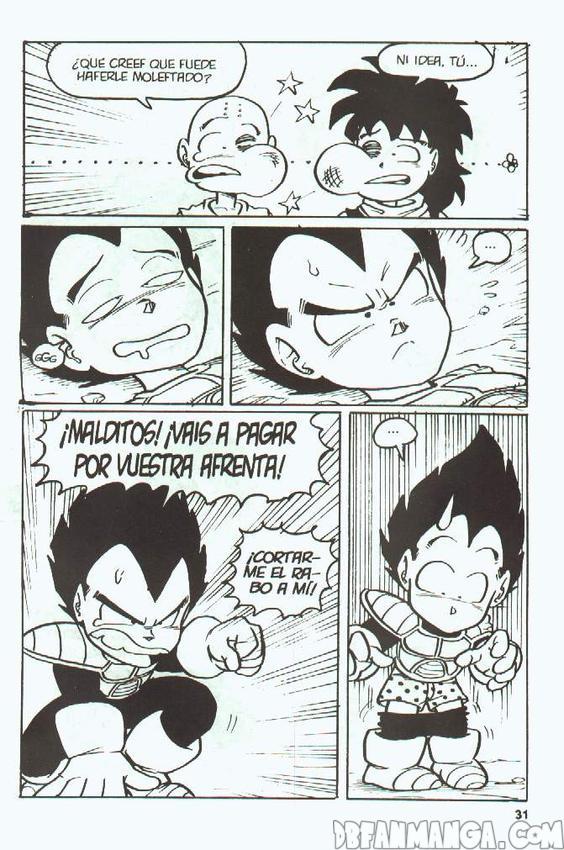 ¿QUE CREEF QUE FUEDE
HAFERLE MOLEFTADO?
NI IDEA, TÚ...
GGG
...
¡MALDITOS! ¡VAIS A PAGAR
POR VUESTRA AFRENTA!
¡CORTAR-
ME EL RA-
BO A MÍ!
...
31
DBFANMANGA.COM